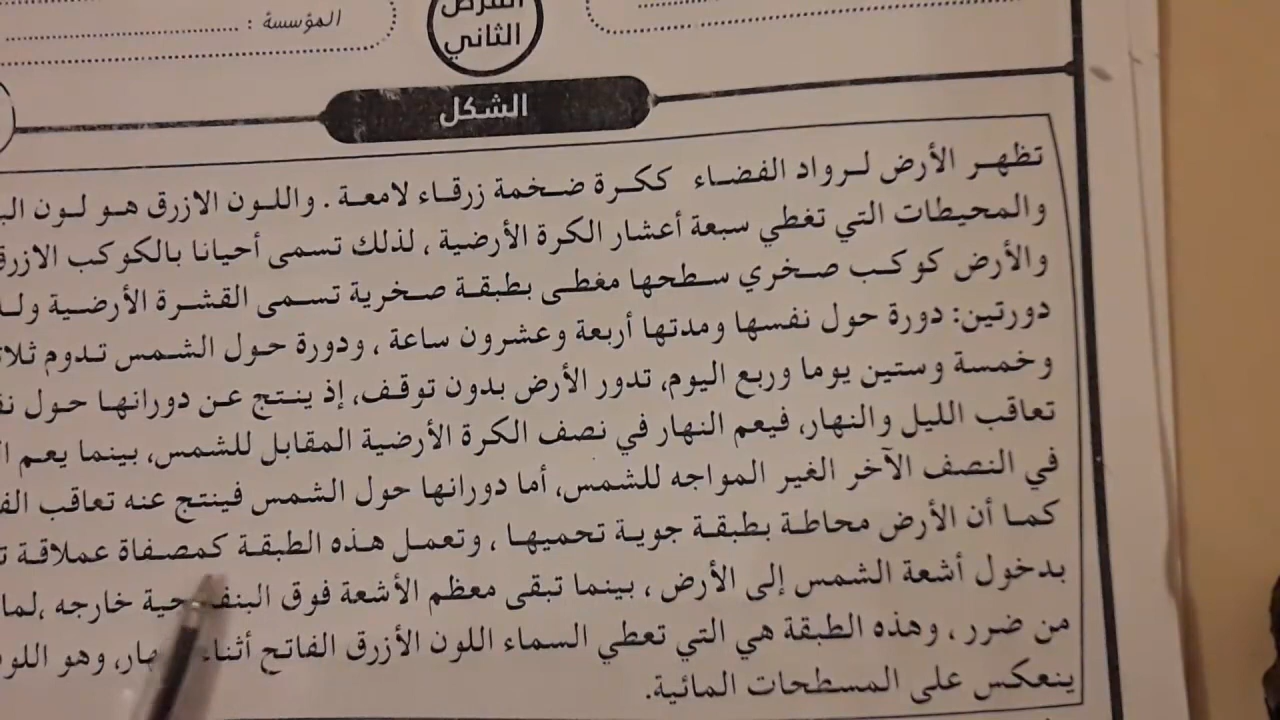 المؤسسة :
الفرض
الثاني
الشكل
تظهر الأرض لرواد الفضاء ككرة ضخمة زرقاء لامعة . واللون الازرق هو لون
والمحيطات التي تغطي سبعة أعشار الكرة الأرضية ، لذلك تسمى أحيانا بالكوكب الازرق
والأرض كوكب صخري سطحها مغطى بطبقة صخرية تسمى القشرة الأرضية
دورتين: دورة حول نفسها ومدتها أربعة وعشرون ساعة ، ودورة حول الشمس تدوم
وخمسة وستين يوما وربع اليوم، تدور الأرض بدون توقف، إذ ينتج عن دورانها حول
تعاقب الليل والنهار، فيعم النهار في نصف الكرة الأرضية المقابل للشمس، بينما يعم
في النصف الآخر الغير المواجه للشمس، أما دورانها حول الشمس فينتج عنه تعاقب
كما أن الأرض محاطة بطبقة جوية تحميها ، وتعمل هذه الطبقة كمصفاة عملاقة
بدخول أشعة الشمس إلى الأرض ، بينما تبقى معظم الأشعة فوق البنفسجية خارجه ،لما
من ضرر ، وهذه الطبقة هي التي تعطي السماء اللون الأزرق الفاتح أثناء ، وهو
ينعكس على المسطحات المائية.